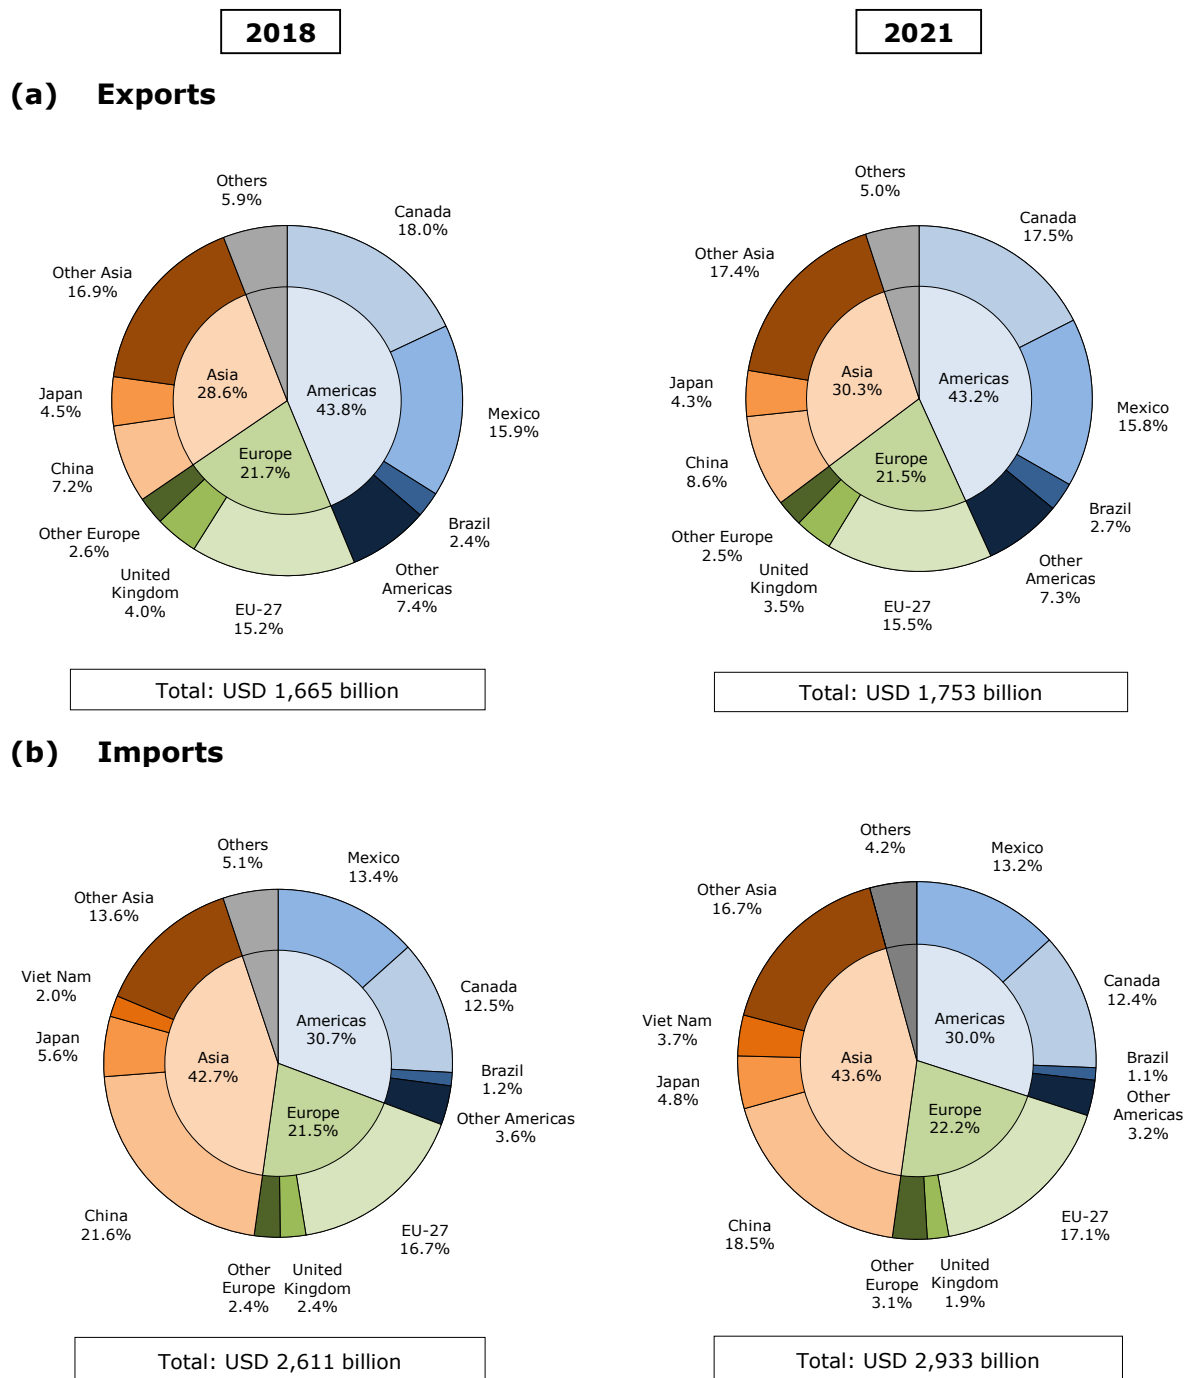 2018
2021
(a) Exports
Others
5.9%
Canada
18.0%
Other Asia
16.9%
Asia
28.6%
Americas
43.8%
Japan
4.5%
Mexico
15.9%
Europe
21.7%
China
7.2%
Brazil
2.4%
Other Europe
2.6%
Other
Americas
7.4%
United
Kingdom
4.0%
EU-27
15.2%
Total: USD 1,665 billion
Others
5.0%
Canada
17.5%
Other Asia
17.4%
Asia
30.3%
Americas
43.2%
Japan
4.3%
Mexico
15.8%
Europe
21.5%
China
8.6%
Brazil
2.7%
Other Europe
2.5%
Other
Americas
7.3%
United
Kingdom
3.5%
EU-27
15.5%
Total: USD 1,753 billion
(b) Imports
Others
5.1%
Mexico
13.4%
Other Asia
13.6%
Viet Nam
2.0%
Canada
12.5%
Americas
30.7%
Japan
5.6%
Asia
42.7%
Brazil
1.2%
Europe
21.5%
Other Americas
3.6%
China
21.6%
EU-27
16.7%
Other
Europe
2.4%
United
Kingdom
2.4%
Total: USD 2,611 billion
Others
4.2%
Mexico
13.2%
Other Asia
16.7%
Canada
12.4%
Viet Nam
3.7%
Americas
30.0%
Asia
43.6%
Japan
4.8%
Brazil
1.1%
Other
Americas
3.2%
Europe
22.2%
China
18.5%
EU-27
17.1%
Other
Europe
3.1%
United
Kingdom
1.9%
Total: USD 2,933 billion